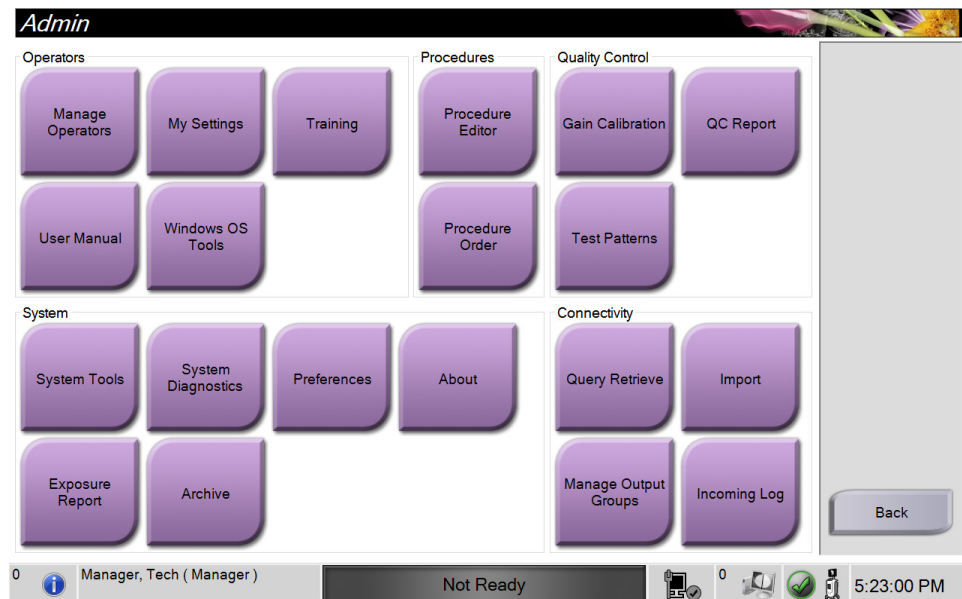 Admin
Operators
Manage
Operators
My Settings
Training
User Manual
Windows OS
Tools
Procedures
Procedure
Editor
Procedure
Order
Quality Control
Gain Calibration
QC Report
Test Patterns
System
System Tools
System
Diagnostics
Preferences
About
Exposure
Report
Archive
Connectivity
Query Retrieve
Import
Manage Output
Groups
Incoming Log
Back
0
Manager, Tech ( Manager )
Not Ready
0
5:23:00 PM